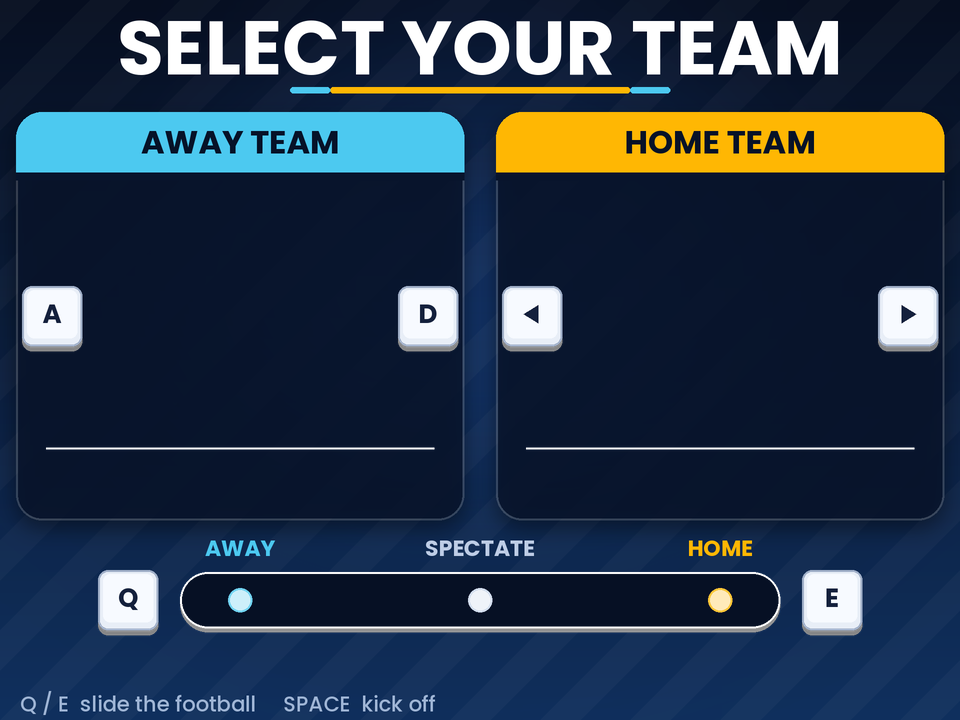 SELECT YOUR TEAM
AWAY TEAM
HOME TEAM
A
D
◀
▶
AWAY
SPECTATE
HOME
Q
E
Q / E slide the football
SPACE kick off